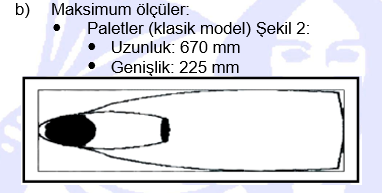 b) Maksimum ölçüler:
• Paletler (klasik model) Şekil 2:
• Uzunluk: 670 mm
• Genişlik: 225 mm